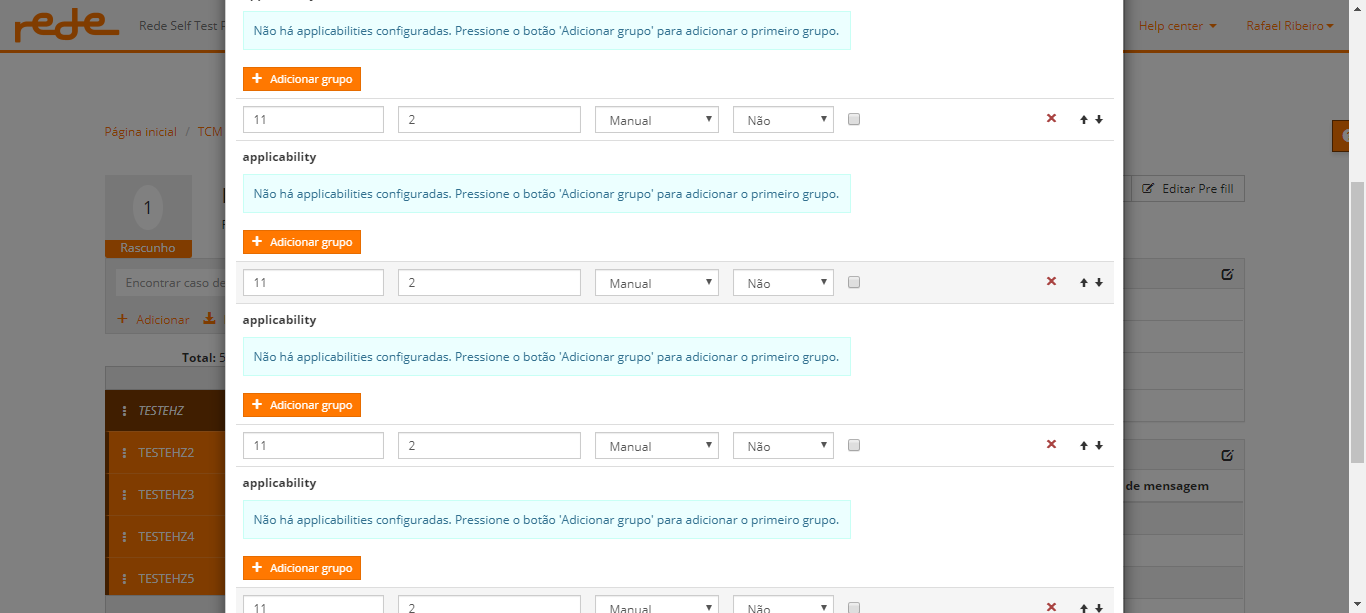 applicability
rede
Rede Self Test P
Help center
Rafael Ribeiro
Não há applicabilities configuradas. Pressione o botão 'Adicionar grupo' para adicionar o primeiro grupo.
+ Adicionar grupo
11 2 Manual Não
Página inicial / TCM
applicability
Não há applicabilities configuradas. Pressione o botão 'Adicionar grupo' para adicionar o primeiro grupo.
Editar Pre fill
1
Rascunho
+ Adicionar grupo
11 2 Manual Não
Encontrar caso de
+ Adicionar
applicability
Não há applicabilities configuradas. Pressione o botão 'Adicionar grupo' para adicionar o primeiro grupo.
Total: 5
+ Adicionar grupo
TESTEHZ
11 2 Manual Não
TESTEHZ2
applicability
de mensagem
TESTEHZ3
Não há applicabilities configuradas. Pressione o botão 'Adicionar grupo' para adicionar o primeiro grupo.
TESTEHZ4
+ Adicionar grupo
TESTEHZ5
11 2 Manual Não